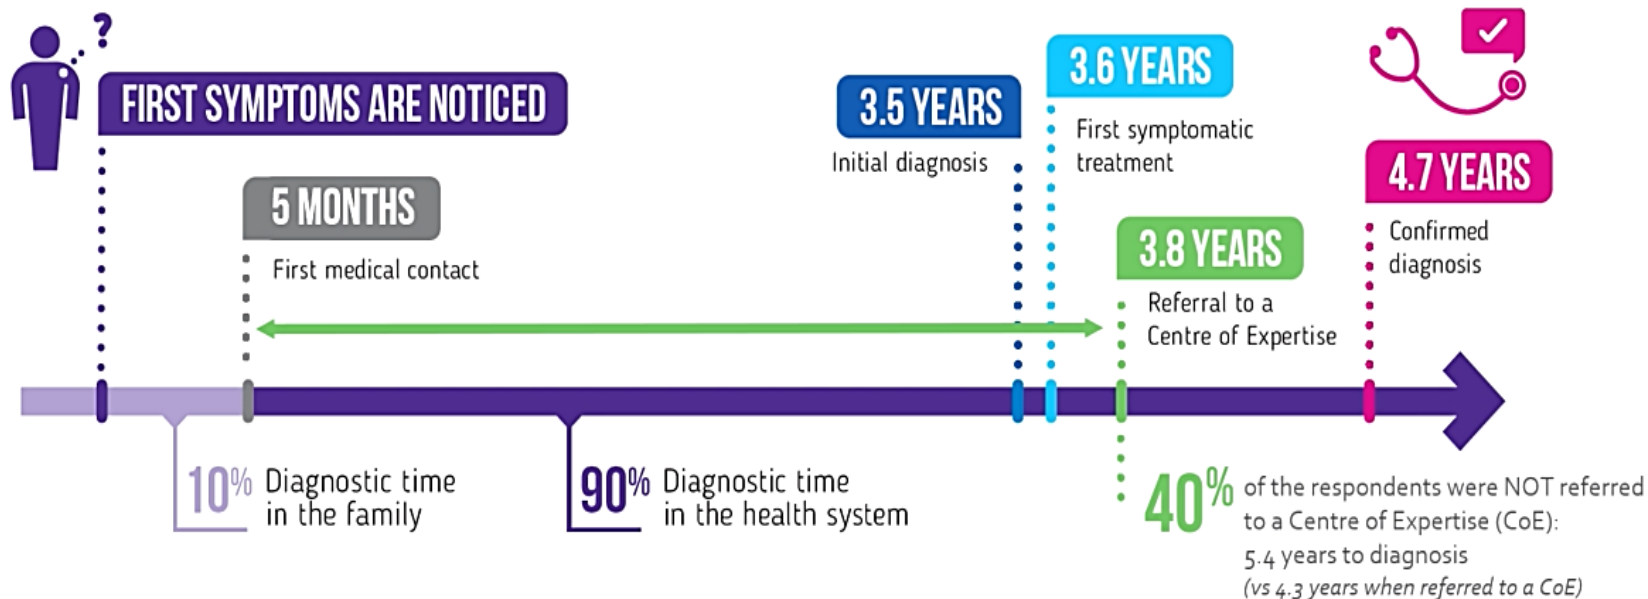 ?
FIRST SYMPTOMS ARE NOTICED
5 MONTHS
First medical contact
3.5 YEARS
Initial diagnosis
3.6 YEARS
First symptomatic
treatment
3.8 YEARS
Referral to a
Centre of Expertise
4.7 YEARS
Confirmed
diagnosis
10% Diagnostic time
in the family
90% Diagnostic time
in the health system
40% of the respondents were NOT referred
to a Centre of Expertise (CoE):
5.4 years to diagnosis
(vs 4.3 years when referred to a CoE)